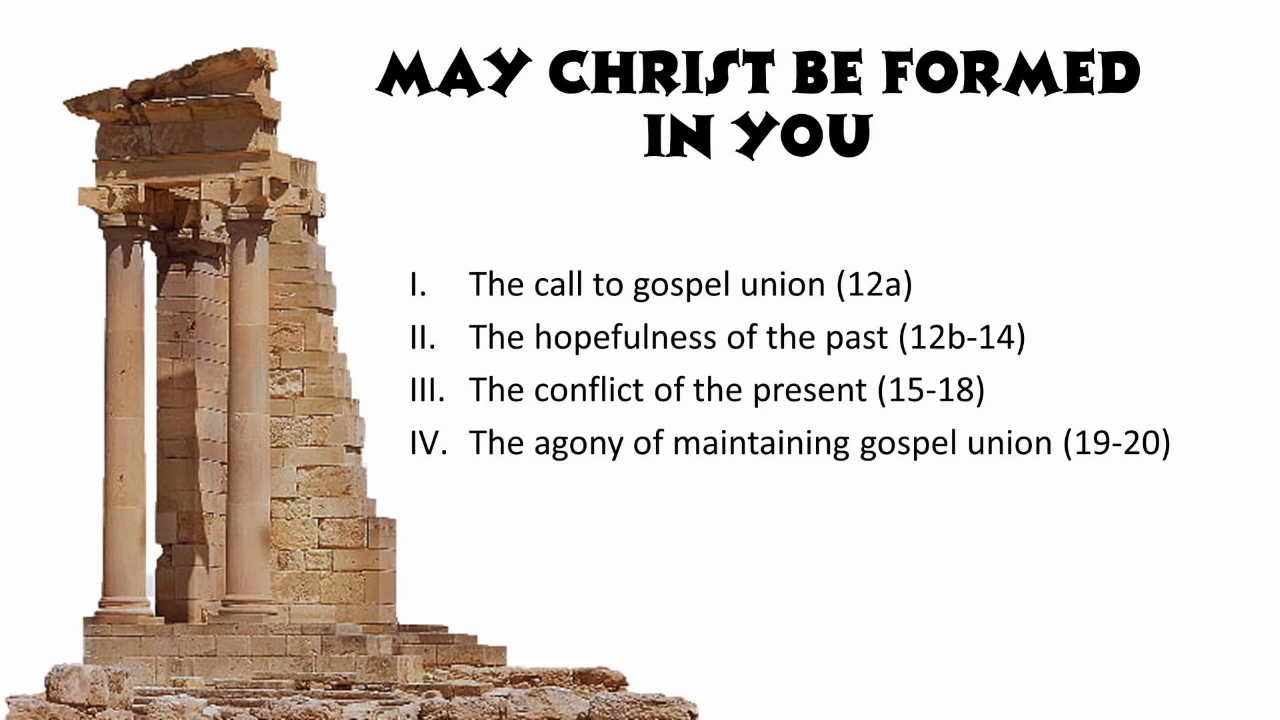 MAY CHRIST BE FORMED
IN YOU
I. The call to gospel union (12a)
II. The hopefulness of the past (12b-14)
III. The conflict of the present (15-18)
IV. The agony of maintaining gospel union (19-20)